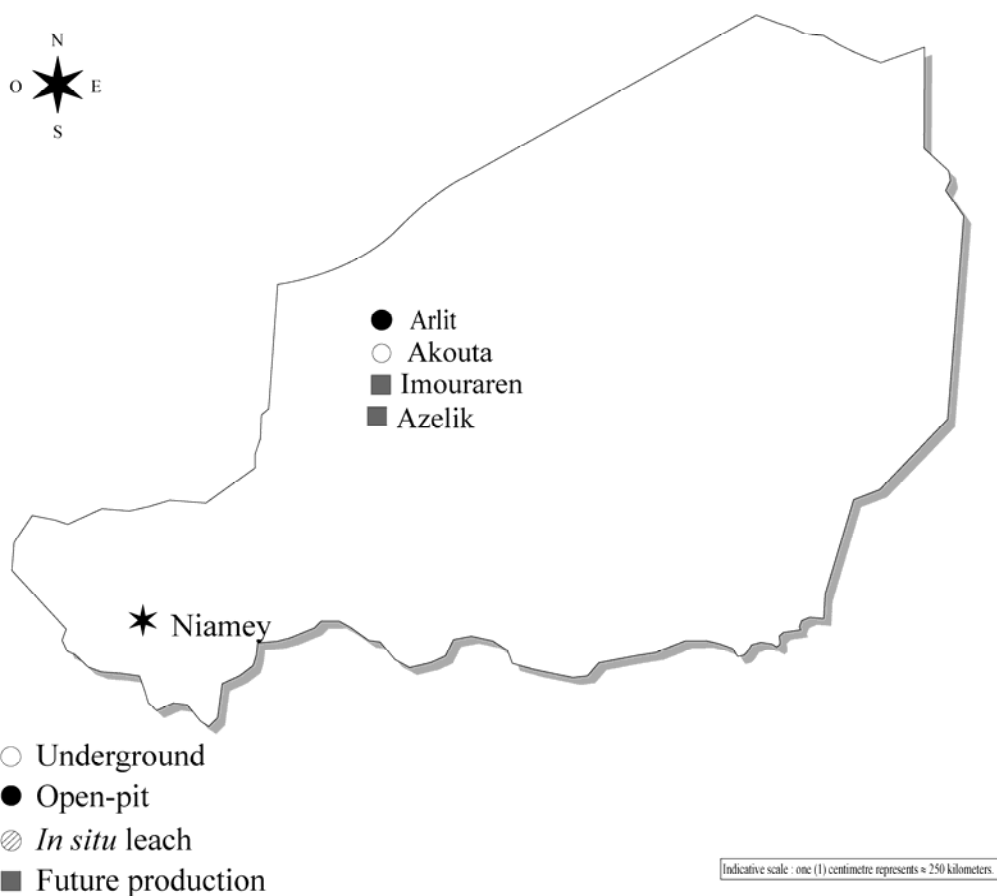 N
O E
S
Arlit
Akouta
Imouraren
Azelik
Niamey
Underground
Open-pit
In situ leach
Future production
Indicative scale : one (1) centimetre represents ≈ 250 kilometers.